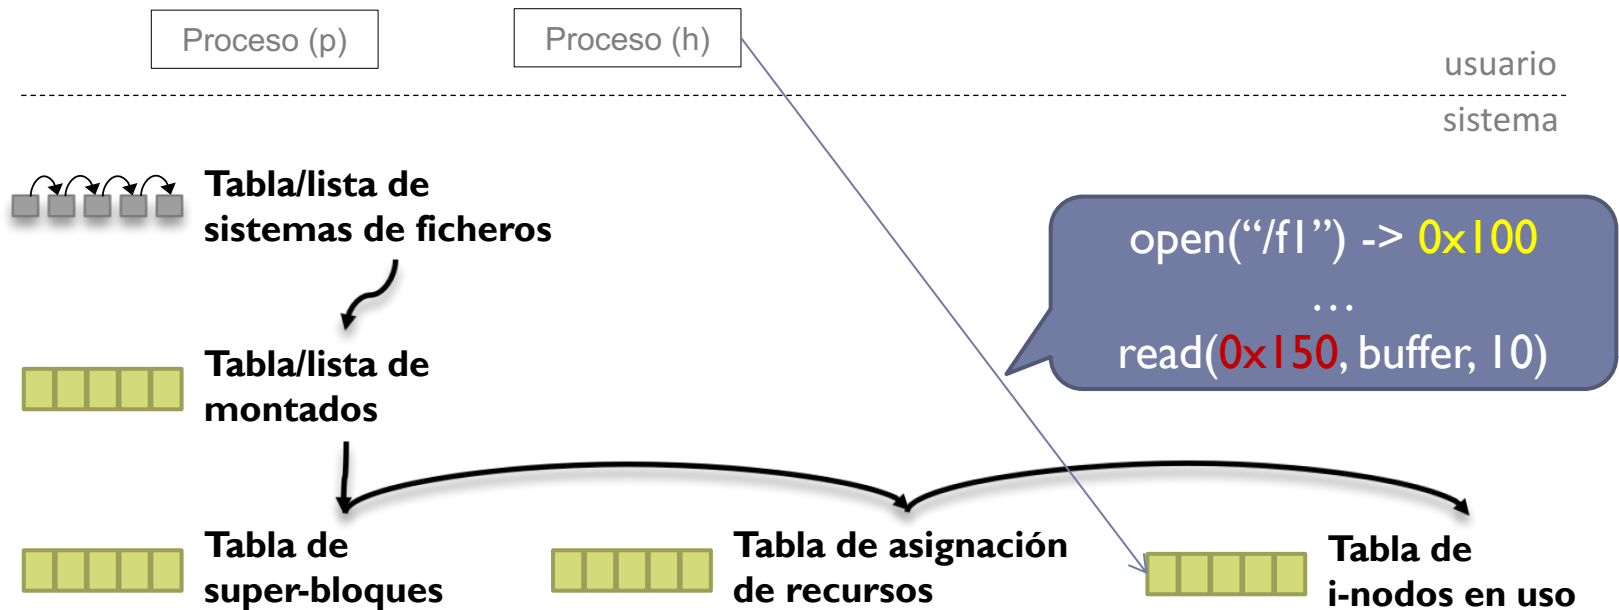 Proceso (p)
Proceso (h)
usuario
sistema
Tabla/lista de
sistemas de ficheros
open(“/f1”) -> 0x100
…
read(0x150, buffer, 10)
Tabla/lista de
montados
Tabla de
super-bloques
Tabla de asignación
de recursos
Tabla de
i-nodos en uso